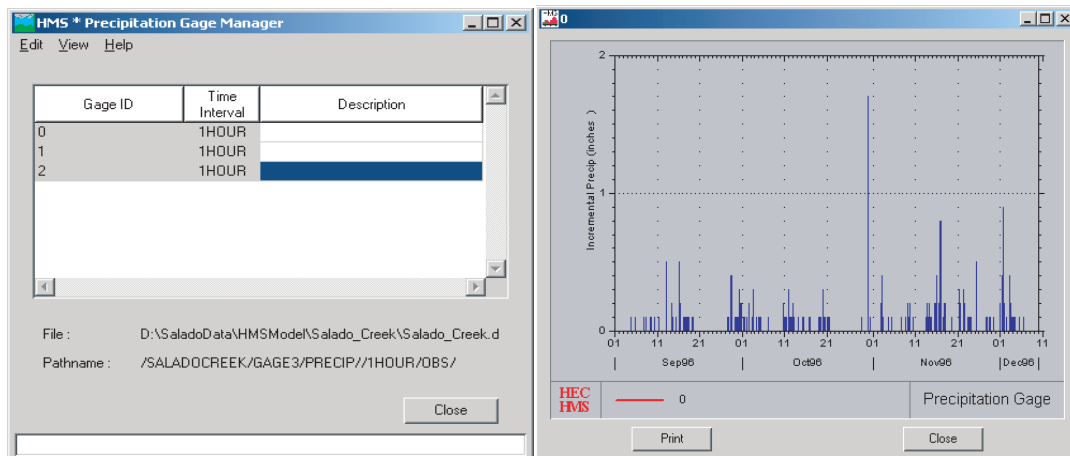 HMS * Precipitation Gage Manager
Edit View Help
Gage ID Time Interval Description
0 1HOUR
1 1HOUR
2 1HOUR
File : D:\SaladoData\HMSModel\Salado_Creek\Salado_Creek.d
Pathname : /SALADOCREEK/GAGE3/PRECIP//1HOUR/OBS/
Close
HMS 0
Incremental Precip (inches )
2
1
0
01 11 21 01 11 21 01 11 21 01 11
Sep96 Oct96 Nov96 Dec96
HEC
HMS
0
Precipitation Gage
Print Close